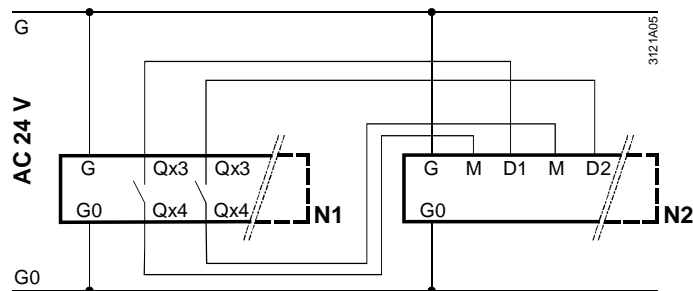 G
3121A05
AC 24 V
G Qx3 Qx3
G0 Qx4 Qx4
N1
G M D1 M D2
G0
N2
G0